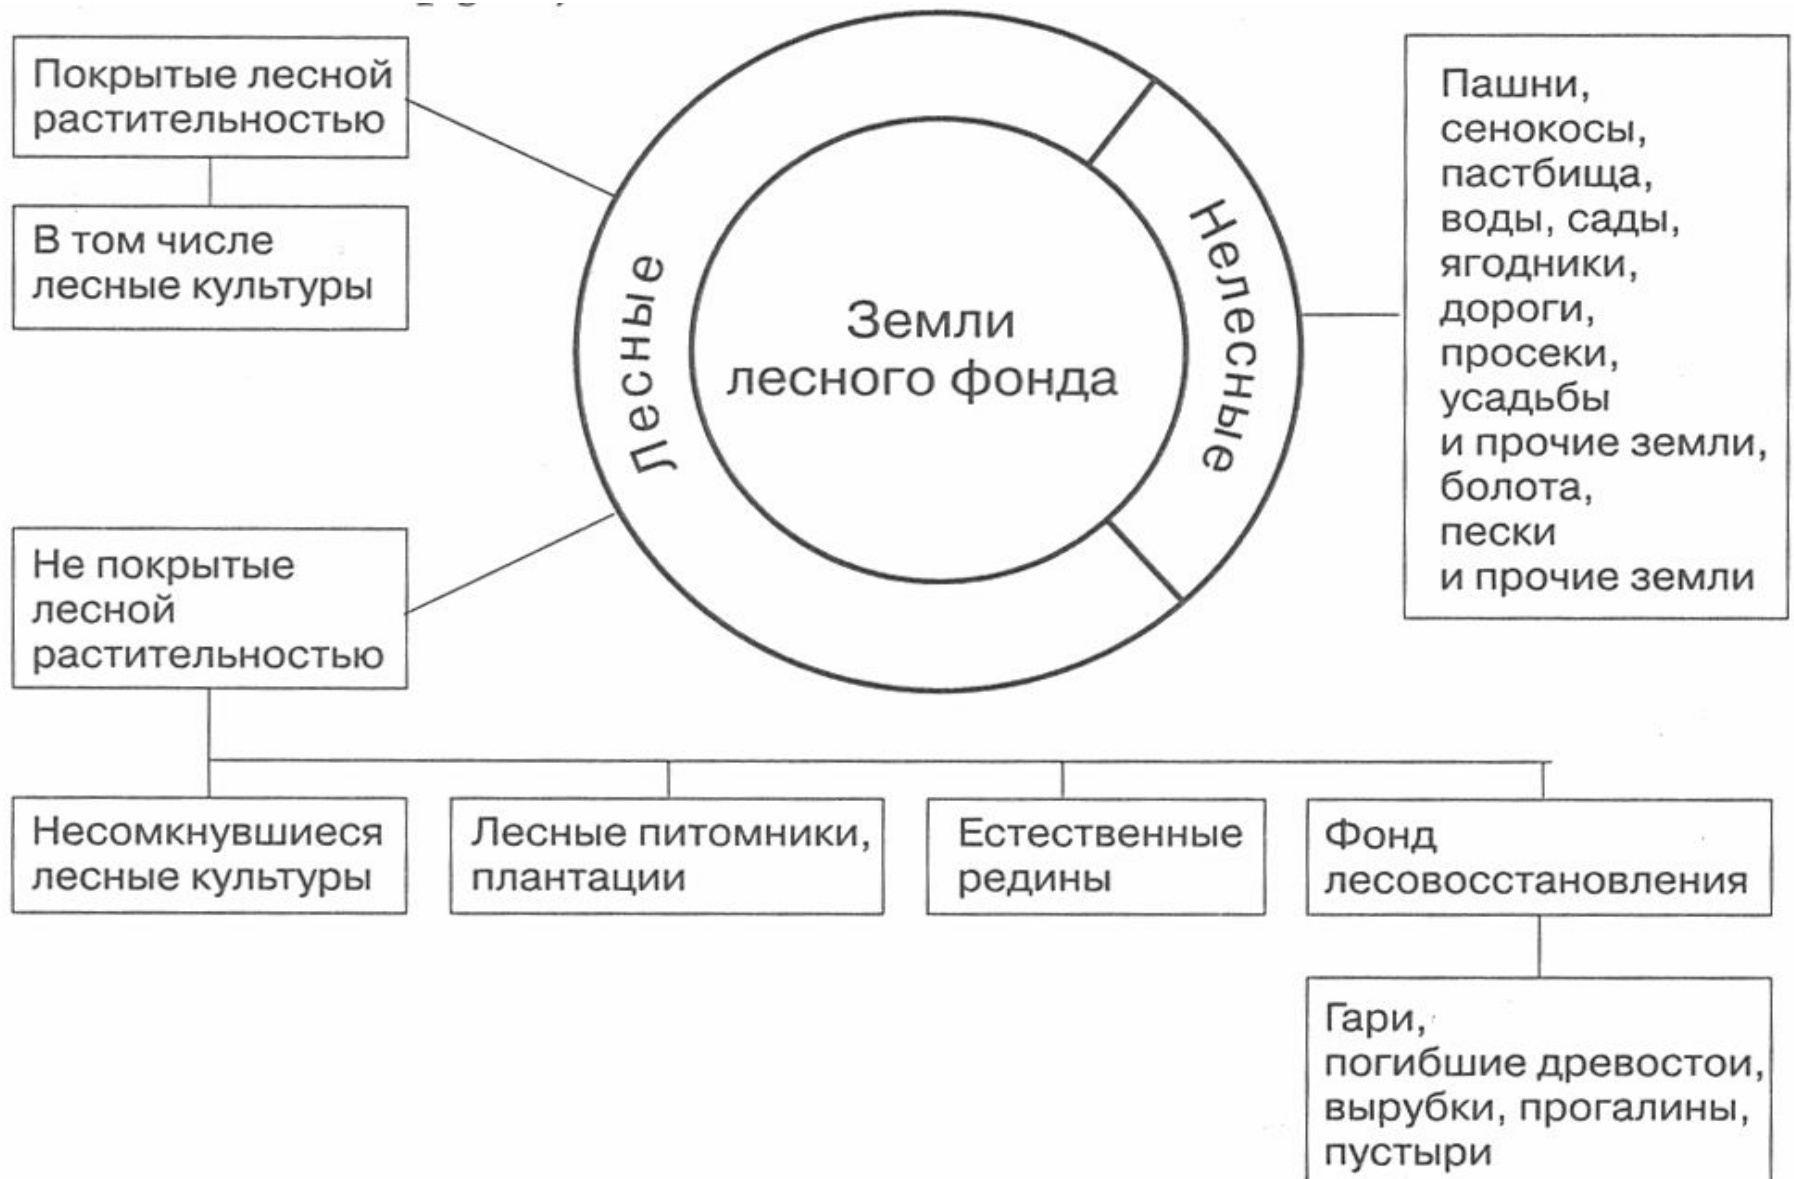 Покрытые лесной
растительностью
В том числе
лесные культуры
Лесные
Земли
лесного фонда
Нелесные
Пашни,
сенокосы,
пастбища,
воды, сады,
ягодники,
дороги,
просеки,
усадьбы
и прочие земли,
болота,
пески
и прочие земли
Не покрытые
лесной
растительностью
Несомкнувшиеся
лесные культуры
Лесные питомники,
плантации
Естественные
редины
Фонд
лесовосстановления
Гари,
погибшие древостои,
вырубки, прогалины,
пустыри